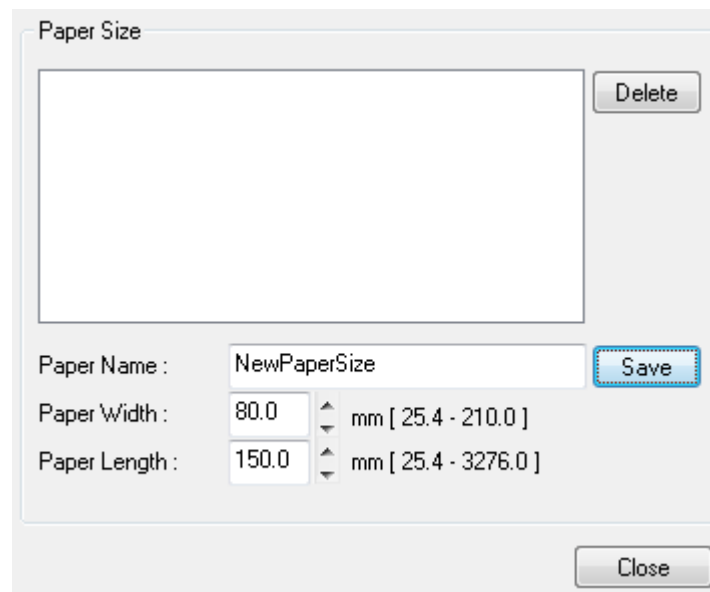 Paper Size
Delete
Paper Name : NewPaperSize Save
Paper Width : 80.0 mm [ 25.4 - 210.0 ]
Paper Length : 150.0 mm [ 25.4 - 3276.0 ]
Close